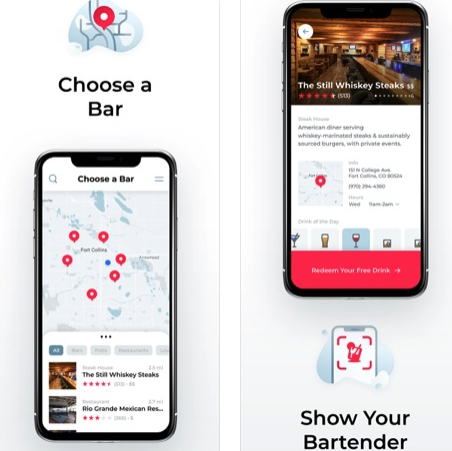 Choose a
Bar
Choose a Bar
Fort Collins
All
Bars
Pubs
Restaurants
Steak House
2.5 mi
The Still Whiskey Steaks
(513) · $$
Restaurant
2.7 mi
Rio Grande Mexican Res...
The Still Whiskey Steaks $$
(513)
Steak House
American diner serving
whiskey-marinated steaks & sustainably
sourced burgers, with private events.
Info
151 N College Ave.
Fort Collins, CO 80524
(970) 294-4380
Hours
Wed 11am-2am
Drink of the Day
Redeem Your Free Drink →
Show Your
Bartender